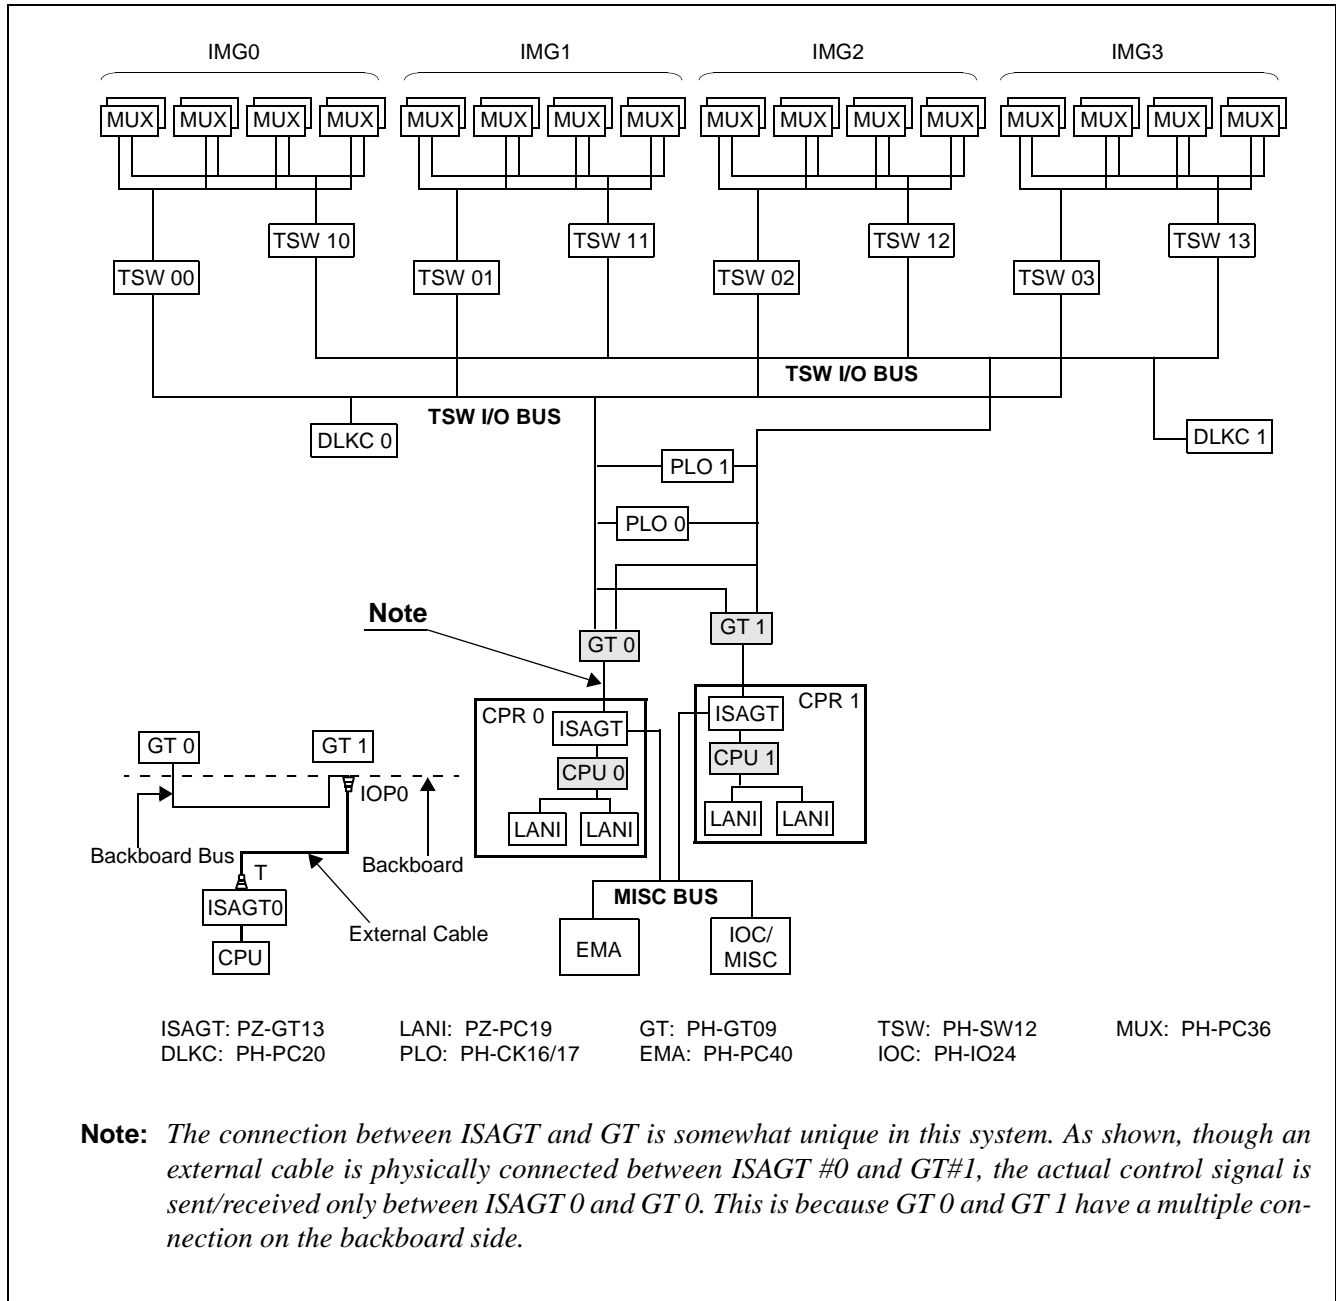 IMG0 IMG1 IMG2 IMG3
MUX MUX MUX MUX MUX MUX MUX MUX MUX MUX MUX MUX MUX MUX MUX MUX
TSW 10 TSW 11 TSW 12 TSW 13
TSW 00 TSW 01 TSW 02 TSW 03
TSW I/O BUS
TSW I/O BUS
DLKC 0 DLKC 1
PLO 1
PLO 0
Note
GT 0 GT 1
CPR 0 CPR 1
ISAGT ISAGT
CPU 0 CPU 1
LANI LANI LANI LANI
GT 0 GT 1
IOP0
Backboard Bus
Backboard
T
ISAGT0
External Cable
CPU
MISC BUS
EMA
IOC/
MISC
ISAGT: PZ-GT13 LANI: PZ-PC19 GT: PH-GT09 TSW: PH-SW12 MUX: PH-PC36
DLKC: PH-PC20 PLO: PH-CK16/17 EMA: PH-PC40 IOC: PH-IO24
Note: The connection between ISAGT and GT is somewhat unique in this system. As shown, though an
external cable is physically connected between ISAGT #0 and GT#1, the actual control signal is
sent/received only between ISAGT 0 and GT 0. This is because GT 0 and GT 1 have a multiple con-
nection on the backboard side.